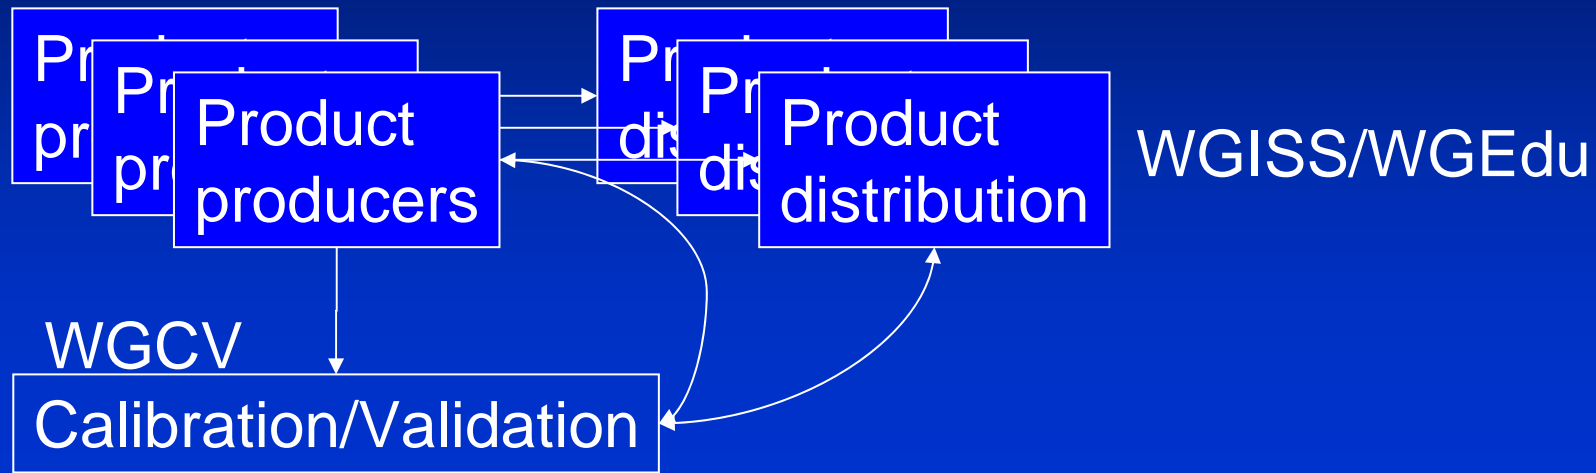 Product
producers
Product
distribution
WGISS/WGEdu
WGCV
Calibration/Validation